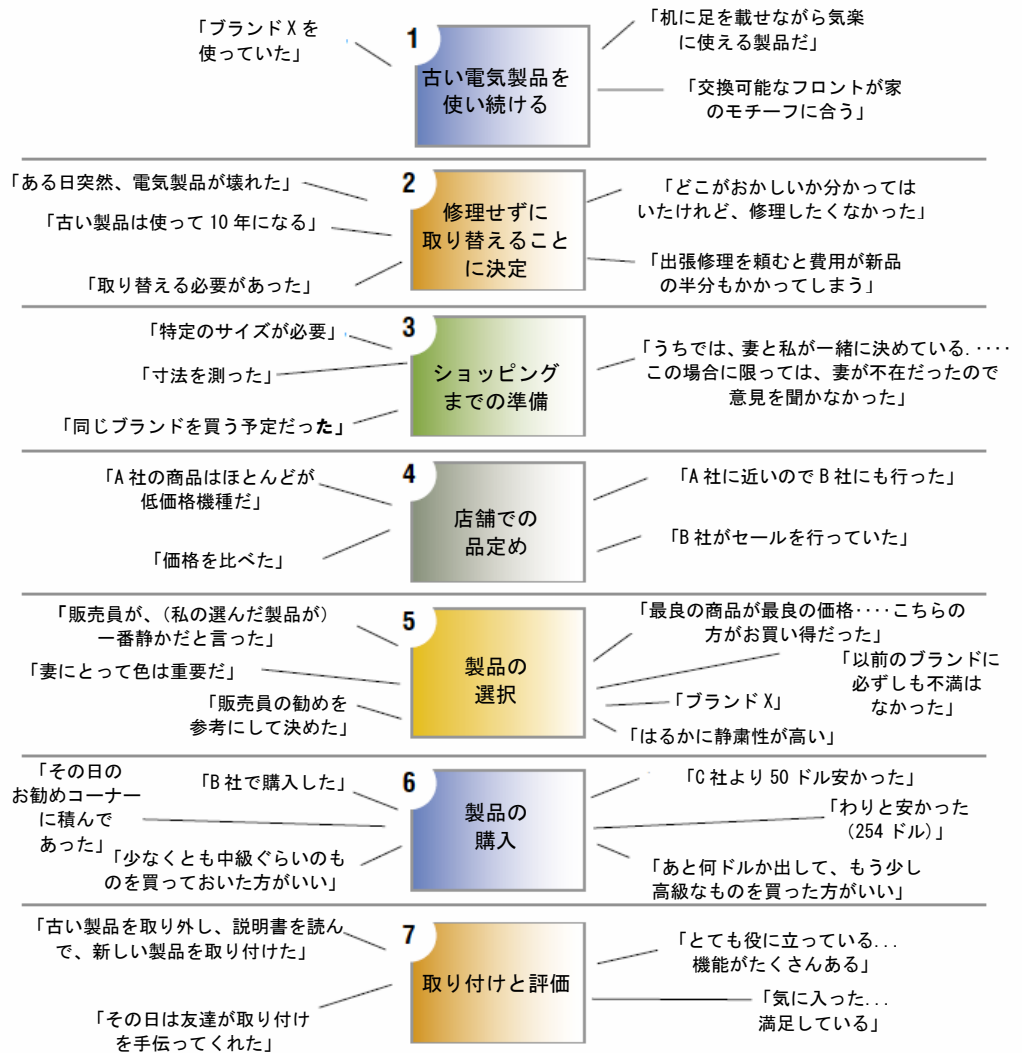 「ブランド X を
使っていた」
1
古い電気製品を
使い続ける
「机に足を載せながら気楽
に使える製品だ」
「交換可能なフロントが家
のモチーフに合う」
「ある日突然、電気製品が壊れた」
「古い製品は使って 10 年になる」
「取り替える必要があった」
2
修理せずに
取り替えること
に決定
「どこがおかしいか分かっては
いたけれど、修理したくなかった」
「出張修理を頼むと費用が新品
の半分もかかってしまう」
「特定のサイズが必要」
「寸法を測った」
「同じブランドを買う予定だった」
3
ショッピング
までの準備
「うちでは、妻と私が一緒に決めている.‥‥
この場合に限っては、妻が不在だったので
意見を聞かなかった」
「A 社の商品はほとんどが
低価格機種だ」
「価格を比べた」
4
店舗での
品定め
「A 社に近いので B 社にも行った」
「B 社がセールを行っていた」
「販売員が、（私の選んだ製品が）
一番静かだと言った」
「妻にとって色は重要だ」
「販売員の勧めを
参考にして決めた」
5
製品の
選択
「最良の商品が最良の価格‥‥こちらの
方がお買い得だった」
「以前のブランドに
必ずしも不満は
なかった」
「ブランド X」
「はるかに静粛性が高い」
「その日の
お勧めコーナー
に積んで
あった」
「B 社で購入した」
「少なくとも中級ぐらいのも
のを買っておいた方がいい」
6
製品の
購入
「C 社より 50 ドル安かった」
「わりと安かった
（254 ドル）」
「あと何ドルか出して、もう少し
高級なものを買った方がいい」
「古い製品を取り外し、説明書を読ん
で、新しい製品を取り付けた」
「その日は友達が取り付け
を手伝ってくれた」
7
取り付けと評価
「とても役に立っている...
機能がたくさんある」
「気に入った...
満足している」